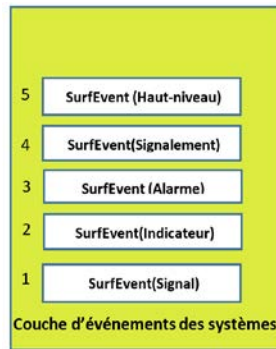 5 SurfEvent (Haut-niveau)
4 SurfEvent(Signalement)
3 SurfEvent (Alarme)
2 SurfEvent(Indicateur)
1 SurfEvent(Signal)
Couche d'événements des systèmes